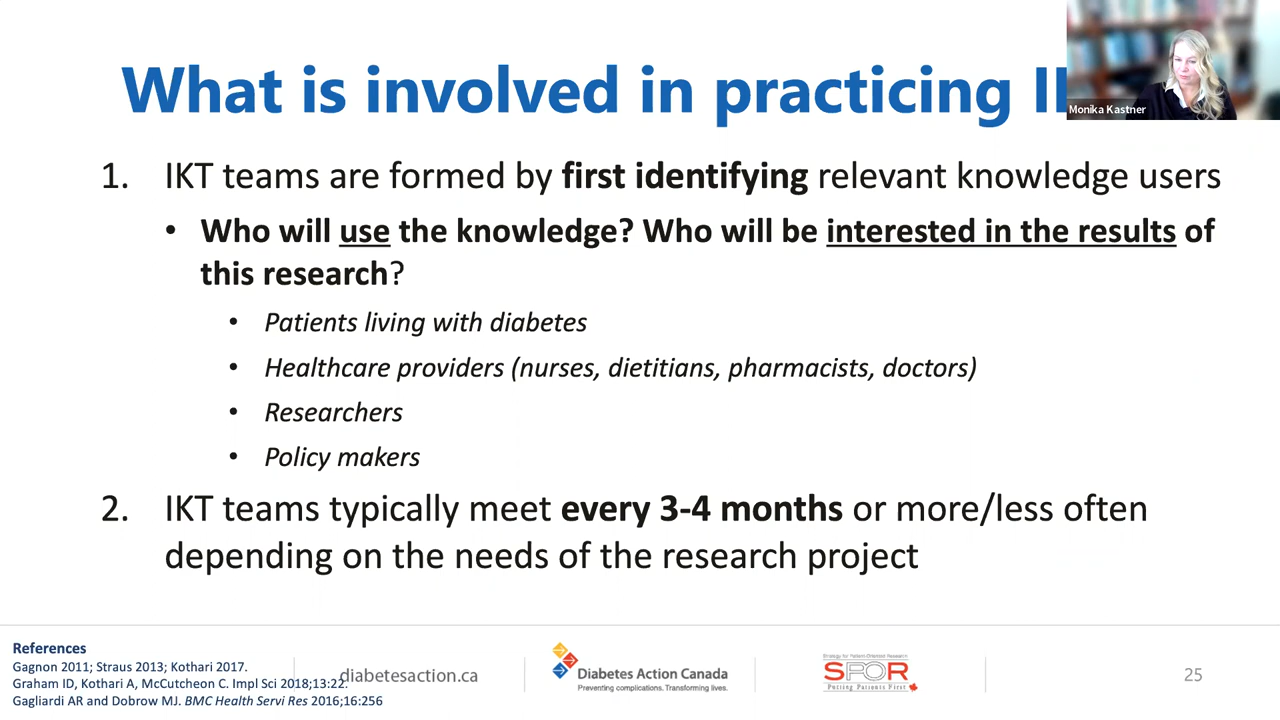 What is involved in practicing
Monika Kastner
1. IKT teams are formed by first identifying relevant knowledge users
• Who will use the knowledge? Who will be interested in the results of
this research?
• Patients living with diabetes
• Healthcare providers (nurses, dietitians, pharmacists, doctors)
• Researchers
• Policy makers
2. IKT teams typically meet every 3-4 months or more/less often
depending on the needs of the research project
References
Gagnon 2011; Straus 2013; Kothari 2017.
Graham ID, Kothari A, McCutcheon C. Impl Sci 2018;13:22.
Gagliardi AR and Dobrow MJ. BMC Health Servi Res 2016;16:256
diabetesaction.ca
Diabetes Action Canada
Preventing complications. Transforming lives.
Strategy for Patient-Oriented Research
SPOR
Putting Patients First
25